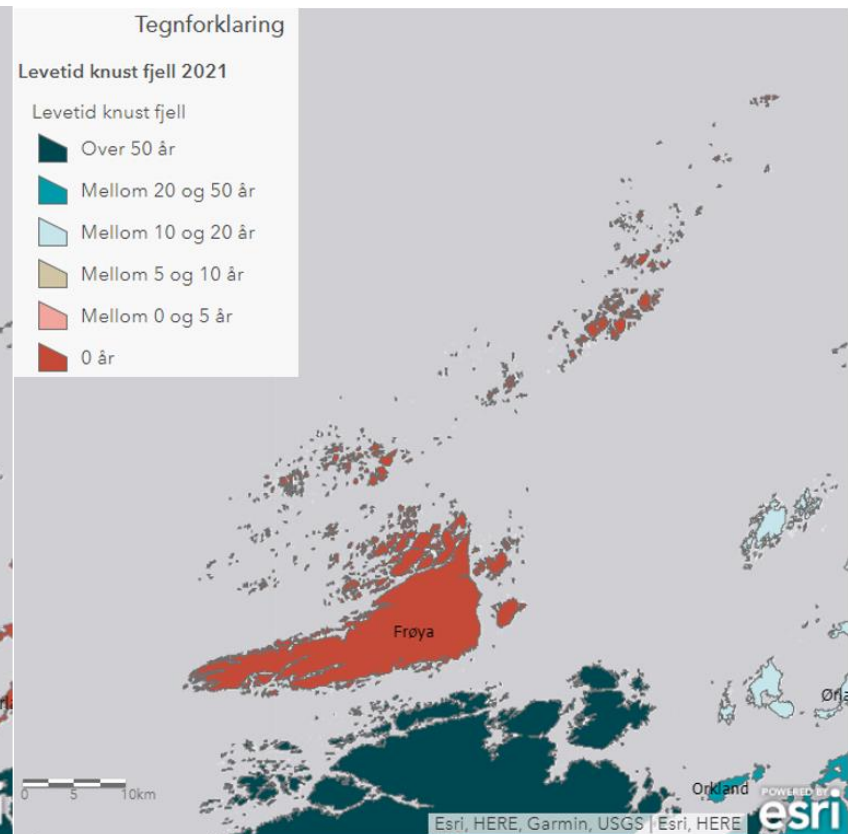 Tegnforklaring
Levetid knust fjell 2021
Levetid knust fjell
Over 50 år
Mellom 20 og 50 år
Mellom 10 og 20 år
Mellom 5 og 10 år
Mellom 0 og 5 år
0 år
Frøya
Ørla
Orkland
0 5 10km
POWERED BY
esri
Esri, HERE, Garmin, USGS | Esri, HERE